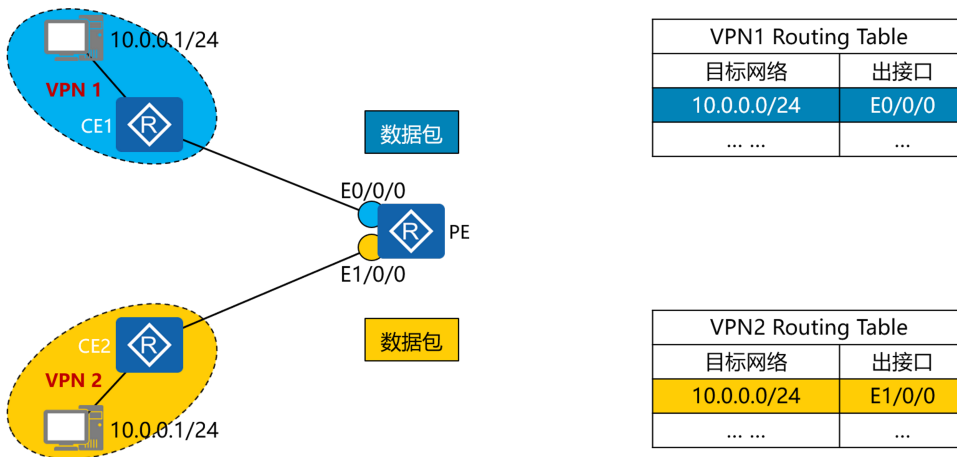 10.0.0.1/24
VPN 1
CE1
R
数据包
E0/0/0
R
PE
E1/0/0
数据包
CE2
R
VPN 2
10.0.0.1/24
VPN1 Routing Table
目标网络 出接口
10.0.0.0/24 E0/0/0
... ... ...
VPN2 Routing Table
目标网络 出接口
10.0.0.0/24 E1/0/0
... ... ...